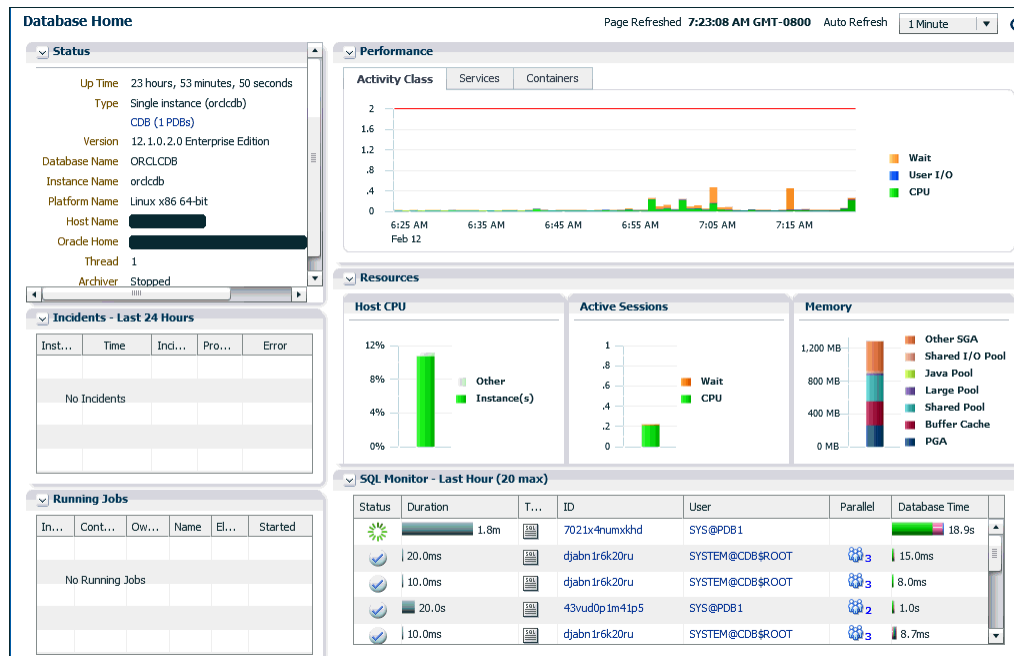 Database Home
Page Refreshed 7:23:08 AM GMT-0800 Auto Refresh 1 Minute
Status
Up Time 23 hours, 53 minutes, 50 seconds
Type Single instance (orclcdb)
CDB (1 PDBs)
Version 12.1.0.2.0 Enterprise Edition
Database Name ORCLCDB
Instance Name orclcdb
Platform Name Linux x86 64-bit
Host Name
Oracle Home
Thread 1
Archiver Stopped
Incidents - Last 24 Hours
Inst... Time Inci... Pro... Error
No Incidents
Running Jobs
In... Cont... Ow... Name El... Started
No Running Jobs
Performance
Activity Class Services Containers
2
1.6
1.2
.8
.4
0
6:25 AM 6:35 AM 6:45 AM 6:55 AM 7:05 AM 7:15 AM
Feb 12
Wait
User I/O
CPU
Resources
Host CPU
12%
8%
4%
0%
Other
Instance(s)
Active Sessions
1
.8
.6
.4
.2
0
Wait
CPU
Memory
1,200 MB
800 MB
400 MB
0 MB
Other SGA
Shared I/O Pool
Java Pool
Large Pool
Shared Pool
Buffer Cache
PGA
SQL Monitor - Last Hour (20 max)
Status Duration T... ID User Parallel Database Time
1.8m SQL 7021x4numxkhd SYS@PDB1 18.9s
20.0ms SQL djabn1r6k20ru SYSTEM@CDB$ROOT 3 15.0ms
10.0ms SQL djabn1r6k20ru SYSTEM@CDB$ROOT 3 8.0ms
20.0s SQL 43vud0p1m41p5 SYS@PDB1 2 1.0s
10.0ms SQL djabn1r6k20ru SYSTEM@CDB$ROOT 3 8.7ms